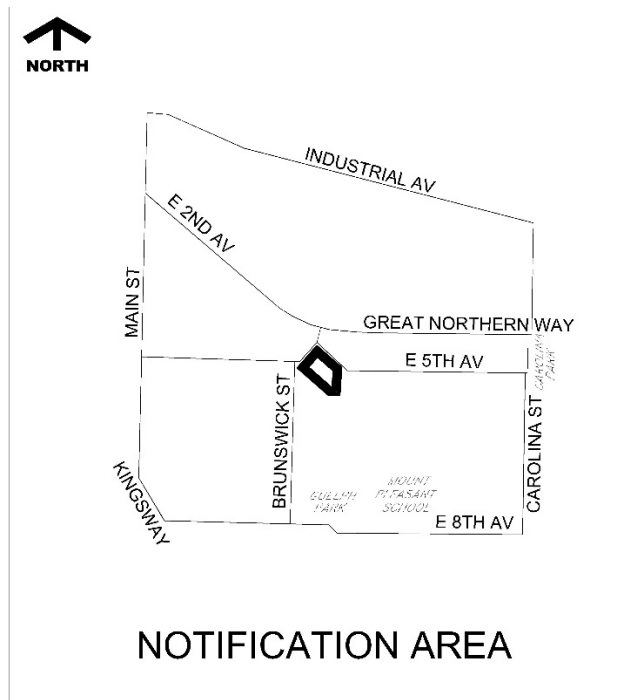 NORTH
INDUSTRIAL AV
E 2ND AV
MAIN ST
GREAT NORTHERN WAY
E 5TH AV
CAROLINA
PARK
BRUNSWICK ST
CAROLINA ST
KINGSWAY
GUELPH
PARK
MOUNT
PLEASANT
SCHOOL
E 8TH AV
NOTIFICATION AREA